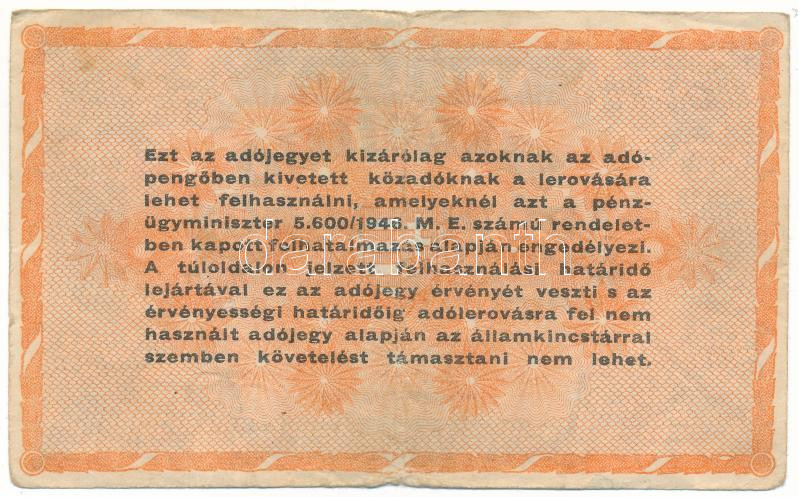 Ezt az adójegyet kizárólag azoknak az adó-
pengőben kivetett közadóknak a lerovására
lehet felhasználni, amelyeknél azt a pénz-
ügyminiszter 5.600/1946. M. E. számú rendelet-
ben kapott felhatalmazás alapján engedélyezi.
A túloldalon jelzett felhasználási határidő
lejártával ez az adójegy érvényét veszti s az
érvényességi határidőig adólerovásra fel nem
használt adójegy alapján az államkincstárral
szemben követelést támasztani nem lehet.
darabanth